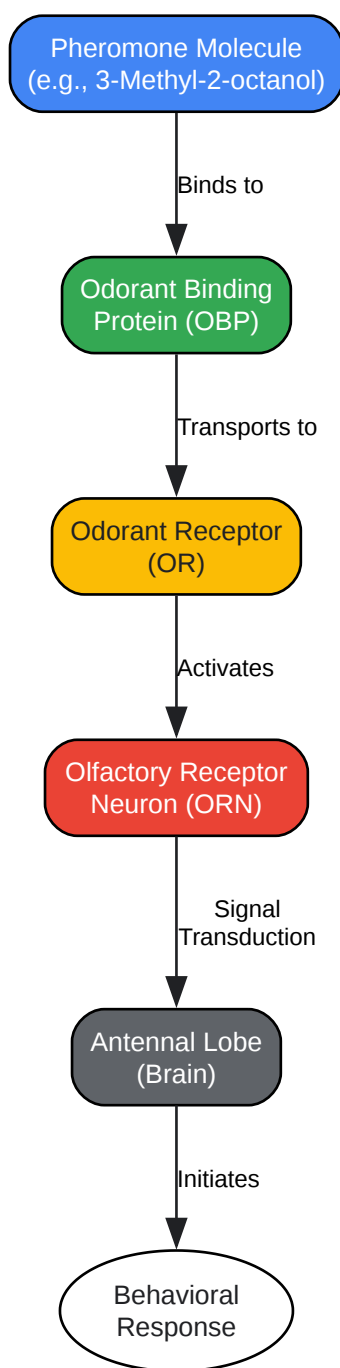 Pheromone Molecule
(e.g., 3-Methyl-2-octanol)
Binds to
Odorant Binding
Protein (OBP)
Transports to
Odorant Receptor
(OR)
Activates
Olfactory Receptor
Neuron (ORN)
Signal
Transduction
Antennal Lobe
(Brain)
Initiates
Behavioral
Response